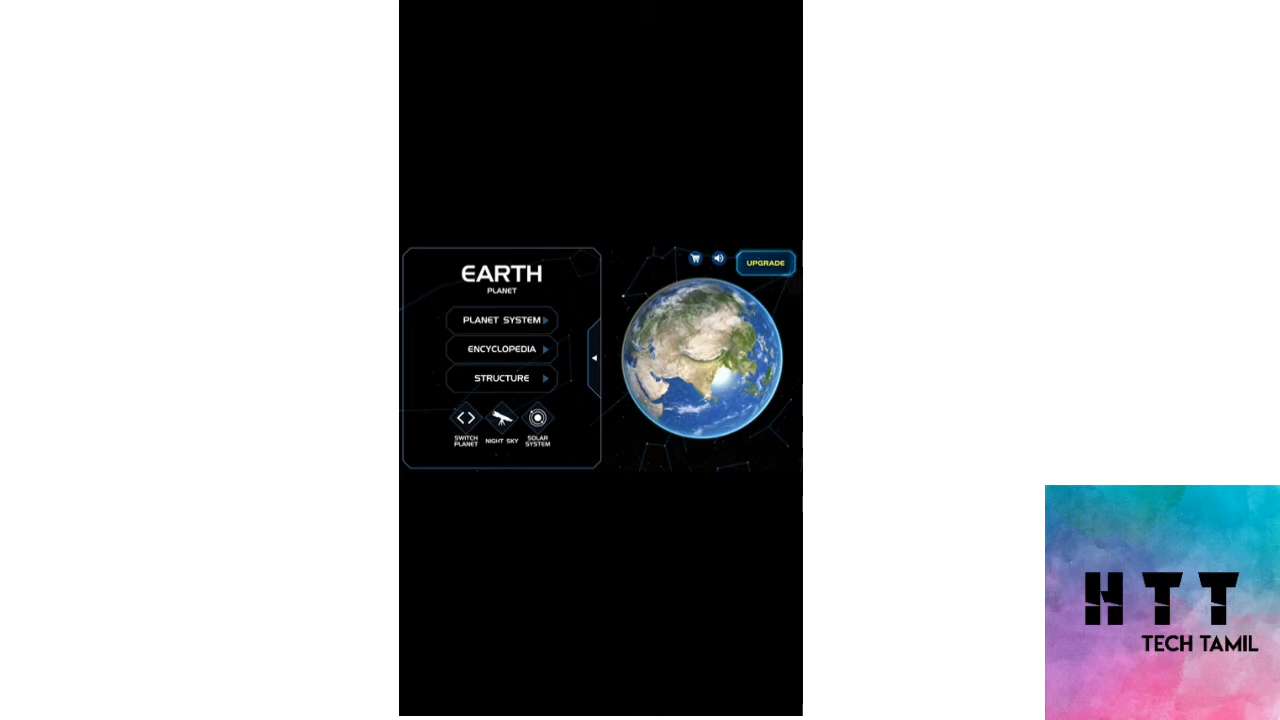 EARTH
PLANET
PLANET SYSTEM
ENCYCLOPEDIA
STRUCTURE
SWITCH
PLANET
NIGHT SKY
SOLAR
SYSTEM
UPGRADE
HTT
TECH TAMIL